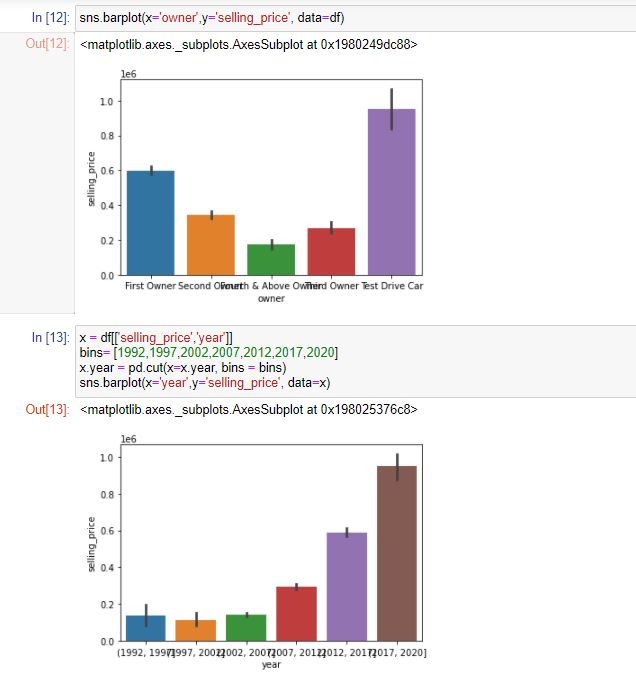 In [12]: sns.barplot(x='owner',y='selling_price', data=df)
Out[12]: <matplotlib.axes._subplots.AxesSubplot at 0x1980249dc88>
1e6
1.0
0.8
0.6
0.4
0.2
0.0
selling_price
First Owner Second Owner Fourth & Above Owner Third Owner Test Drive Car
owner
In [13]: x = df[['selling_price','year']]
bins= [1992,1997,2002,2007,2012,2017,2020]
x.year = pd.cut(x=x.year, bins = bins)
sns.barplot(x='year',y='selling_price', data=x)
Out[13]: <matplotlib.axes._subplots.AxesSubplot at 0x198025376c8>
1e6
1.0
0.8
0.6
0.4
0.2
0.0
selling_price
(1992, 1997] (1997, 2002] (2002, 2007] (2007, 2012] (2012, 2017] (2017, 2020]
year